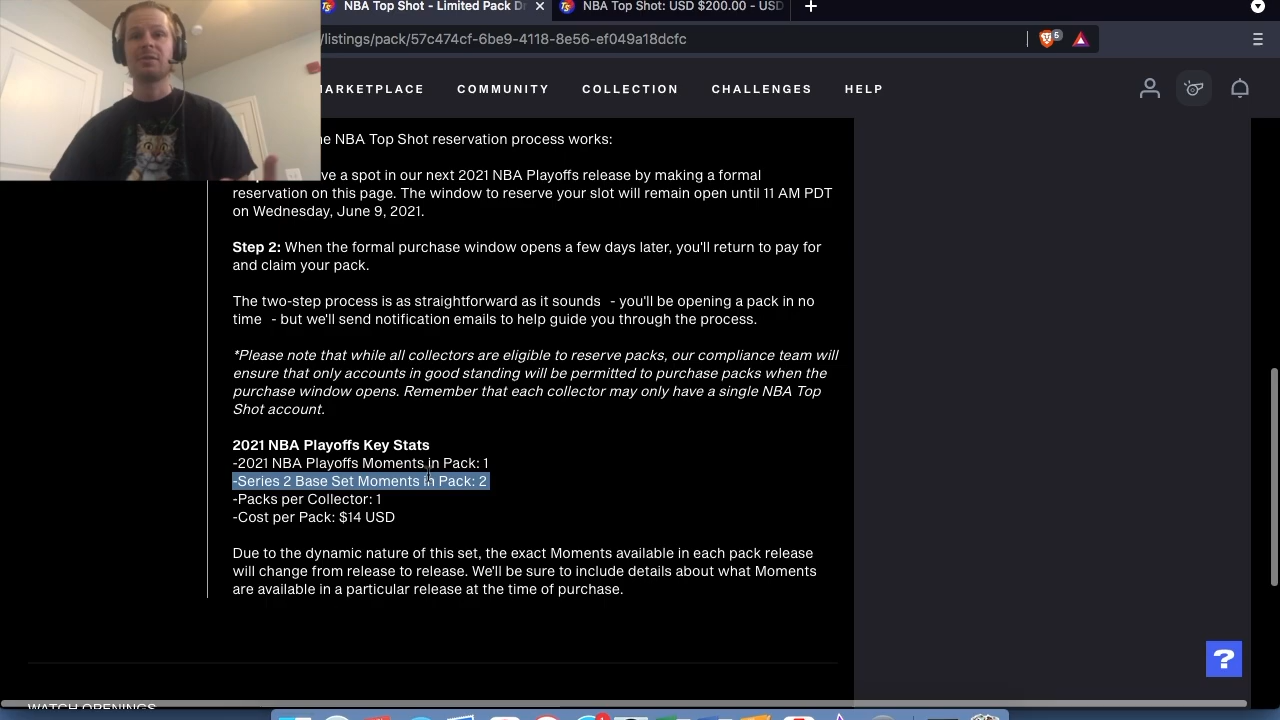 NBA Top Shot - Limited Pack Dr
NBA Top Shot: USD $200.00 - USD
/listings/pack/57c474cf-6be9-4118-8e56-ef049a18dcfc
5
MARKETPLACE COMMUNITY COLLECTION CHALLENGES HELP
NBA Top Shot reservation process works:
a spot in our next 2021 NBA Playoffs release by making a formal
reservation on this page. The window to reserve your slot will remain open until 11 AM PDT
on Wednesday, June 9, 2021.
Step 2: When the formal purchase window opens a few days later, you'll return to pay for
and claim your pack.
The two-step process is as straightforward as it sounds - you'll be opening a pack in no
time - but we'll send notification emails to help guide you through the process.
*Please note that while all collectors are eligible to reserve packs, our compliance team will
ensure that only accounts in good standing will be permitted to purchase packs when the
purchase window opens. Remember that each collector may only have a single NBA Top
Shot account.
2021 NBA Playoffs Key Stats
-2021 NBA Playoffs Moments in Pack: 1
-Series 2 Base Set Moments in Pack: 2
-Packs per Collector: 1
-Cost per Pack: $14 USD
Due to the dynamic nature of this set, the exact Moments available in each pack release
will change from release to release. We'll be sure to include details about what Moments
are available in a particular release at the time of purchase.
?
WATCH OPENINGS